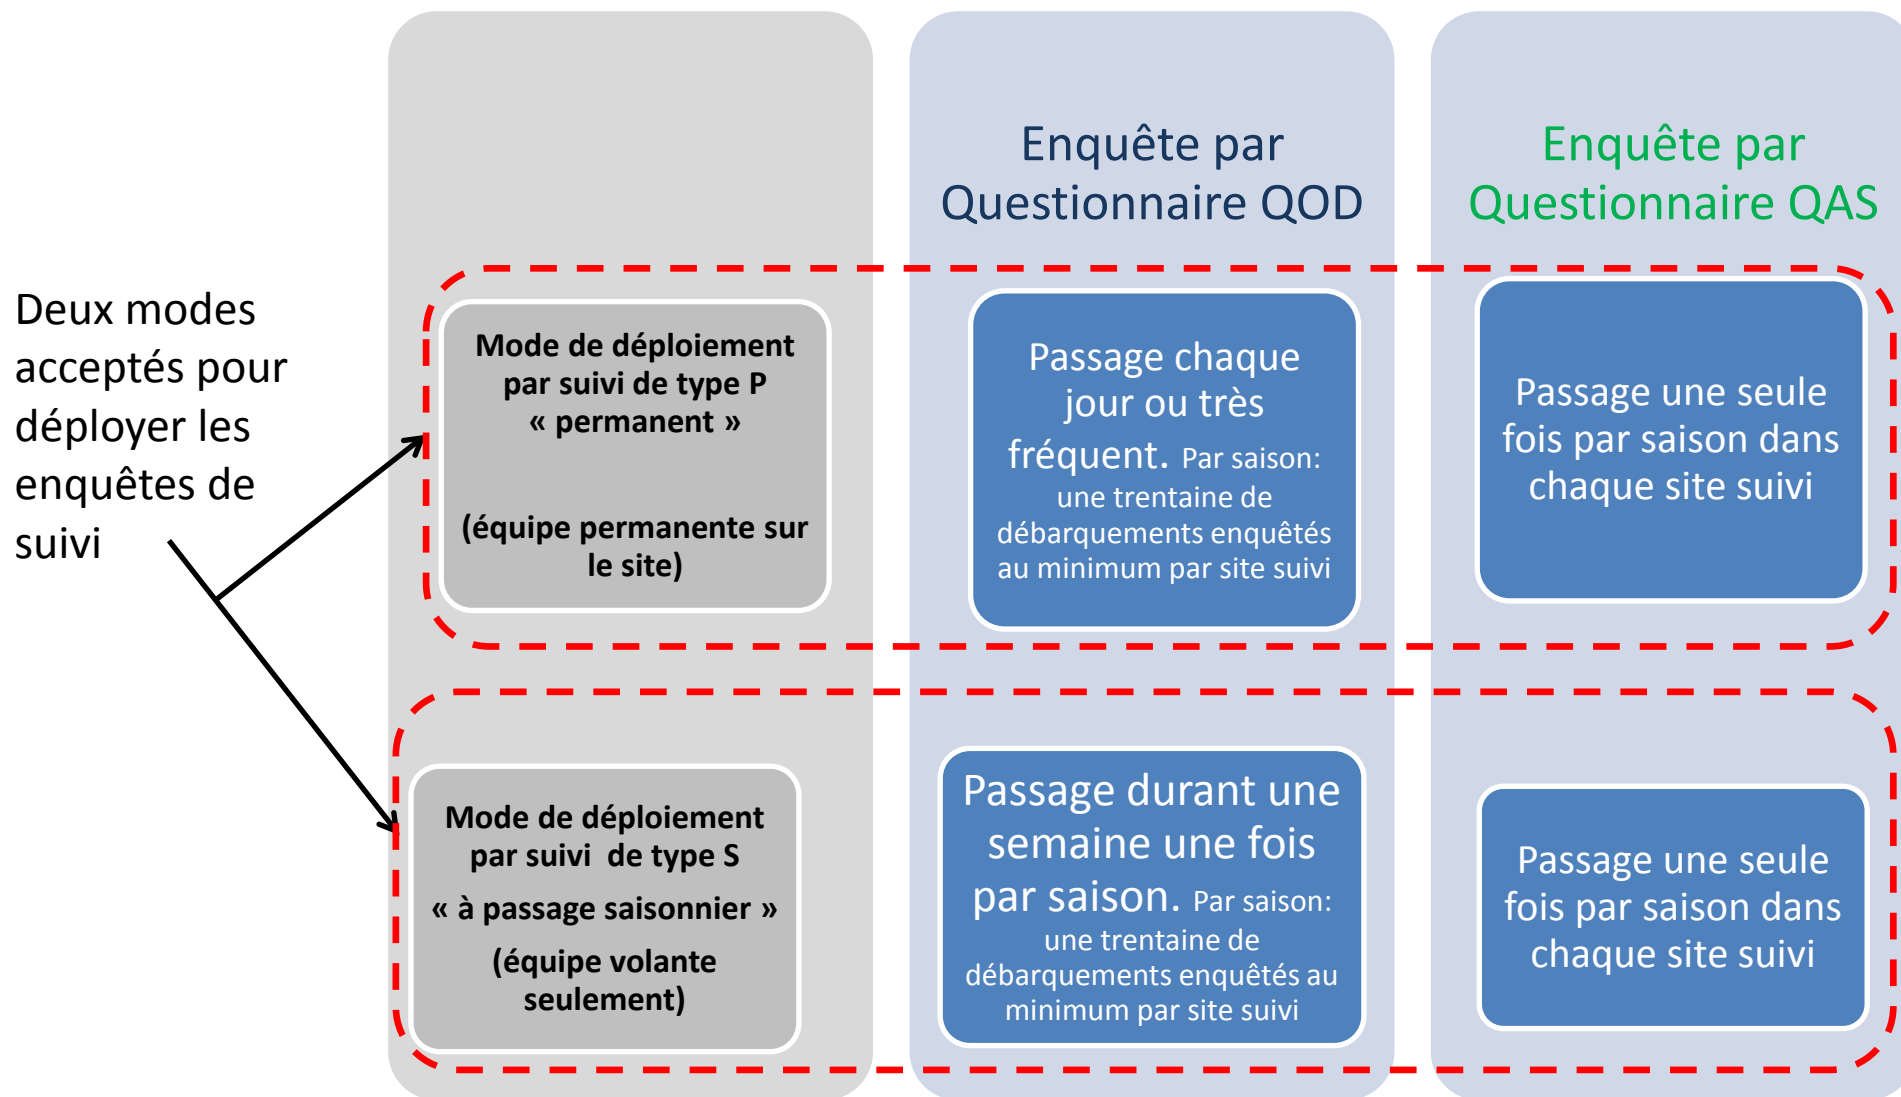 Enquête par
Questionnaire QOD
Enquête par
Questionnaire QAS
Deux modes
acceptés pour
déployer les
enquêtes de
suivi
Mode de déploiement
par suivi de type P
« permanent »
(équipe permanente sur
le site)
Passage chaque
jour ou très
fréquent. Par saison:
une trentaine de
débarquements enquêtés
au minimum par site suivi
Passage une seule
fois par saison dans
chaque site suivi
Mode de déploiement
par suivi de type S
« à passage saisonnier »
(équipe volante
seulement)
Passage durant une
semaine une fois
par saison. Par saison:
une trentaine de
débarquements enquêtés au
minimum par site suivi
Passage une seule
fois par saison dans
chaque site suivi